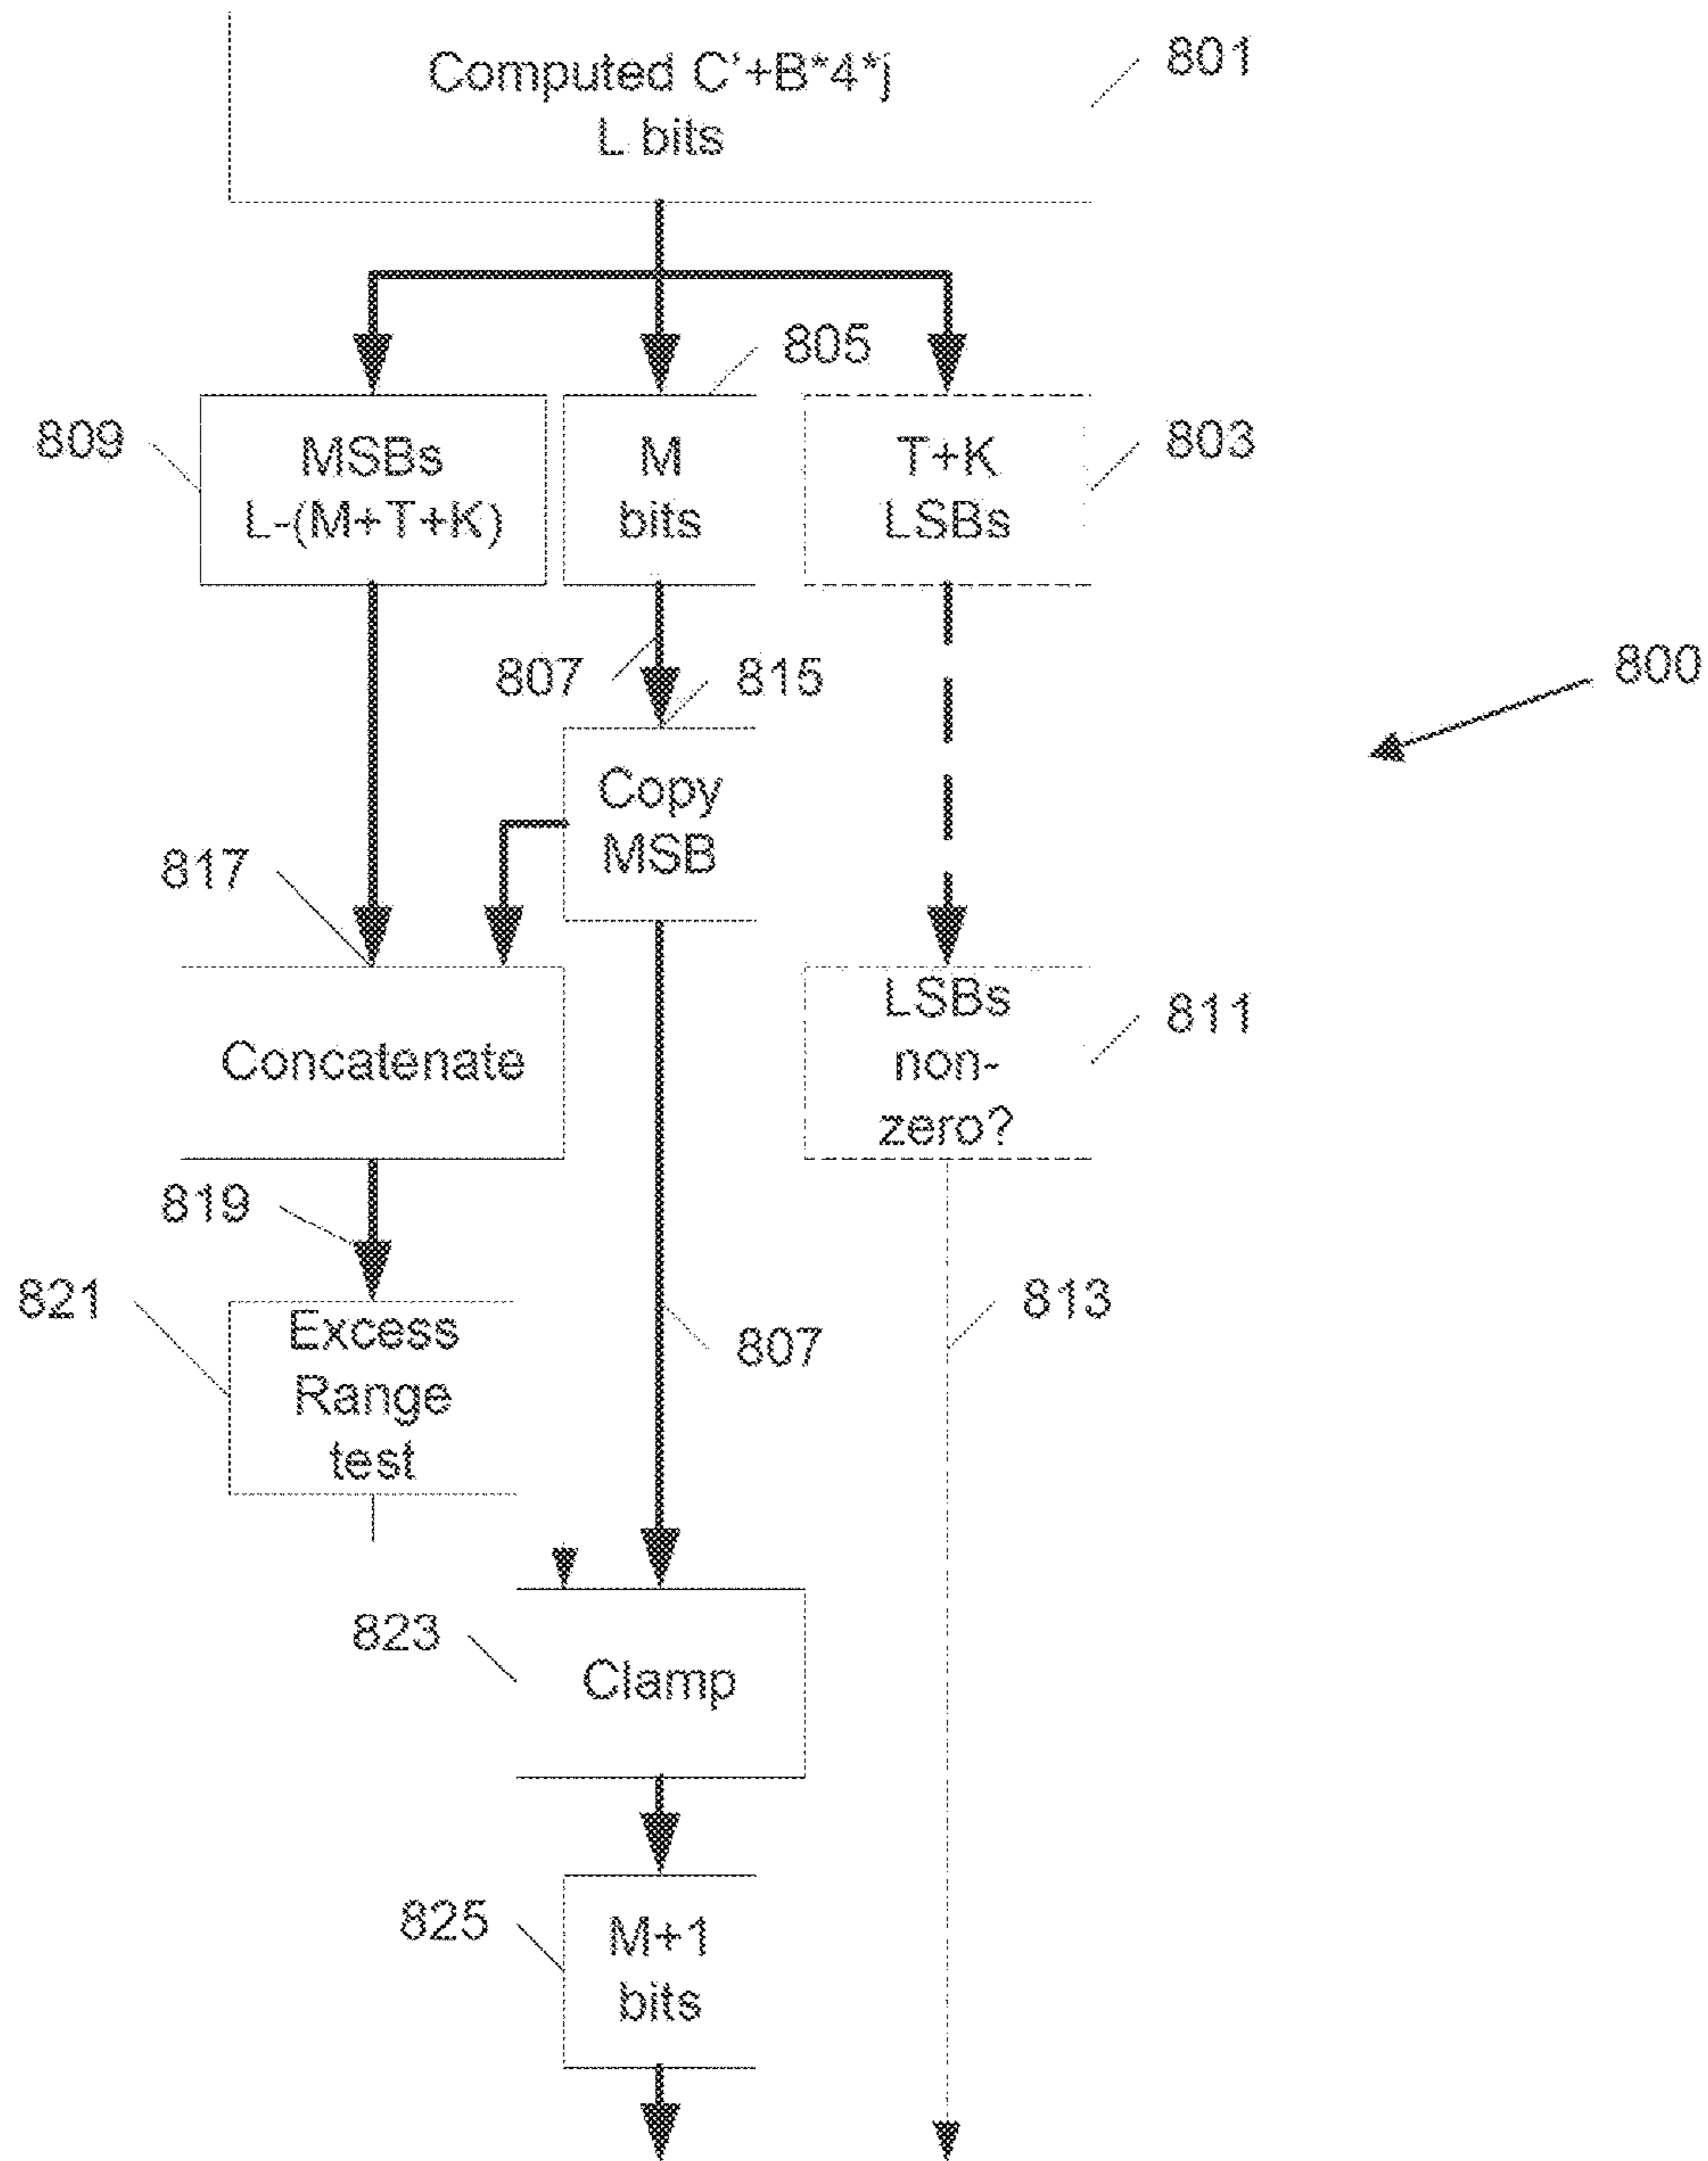 Computed C'+B*4*j
L bits
801
805
809
MSBs
L-(M+T+K)
M
bits
T+K
LSBs
803
807
815
800
Copy
MSB
817
Concatenate
LSBs
non-
zero?
811
819
821
Excess
Range
test
807
813
823
Clamp
825
M+1
bits